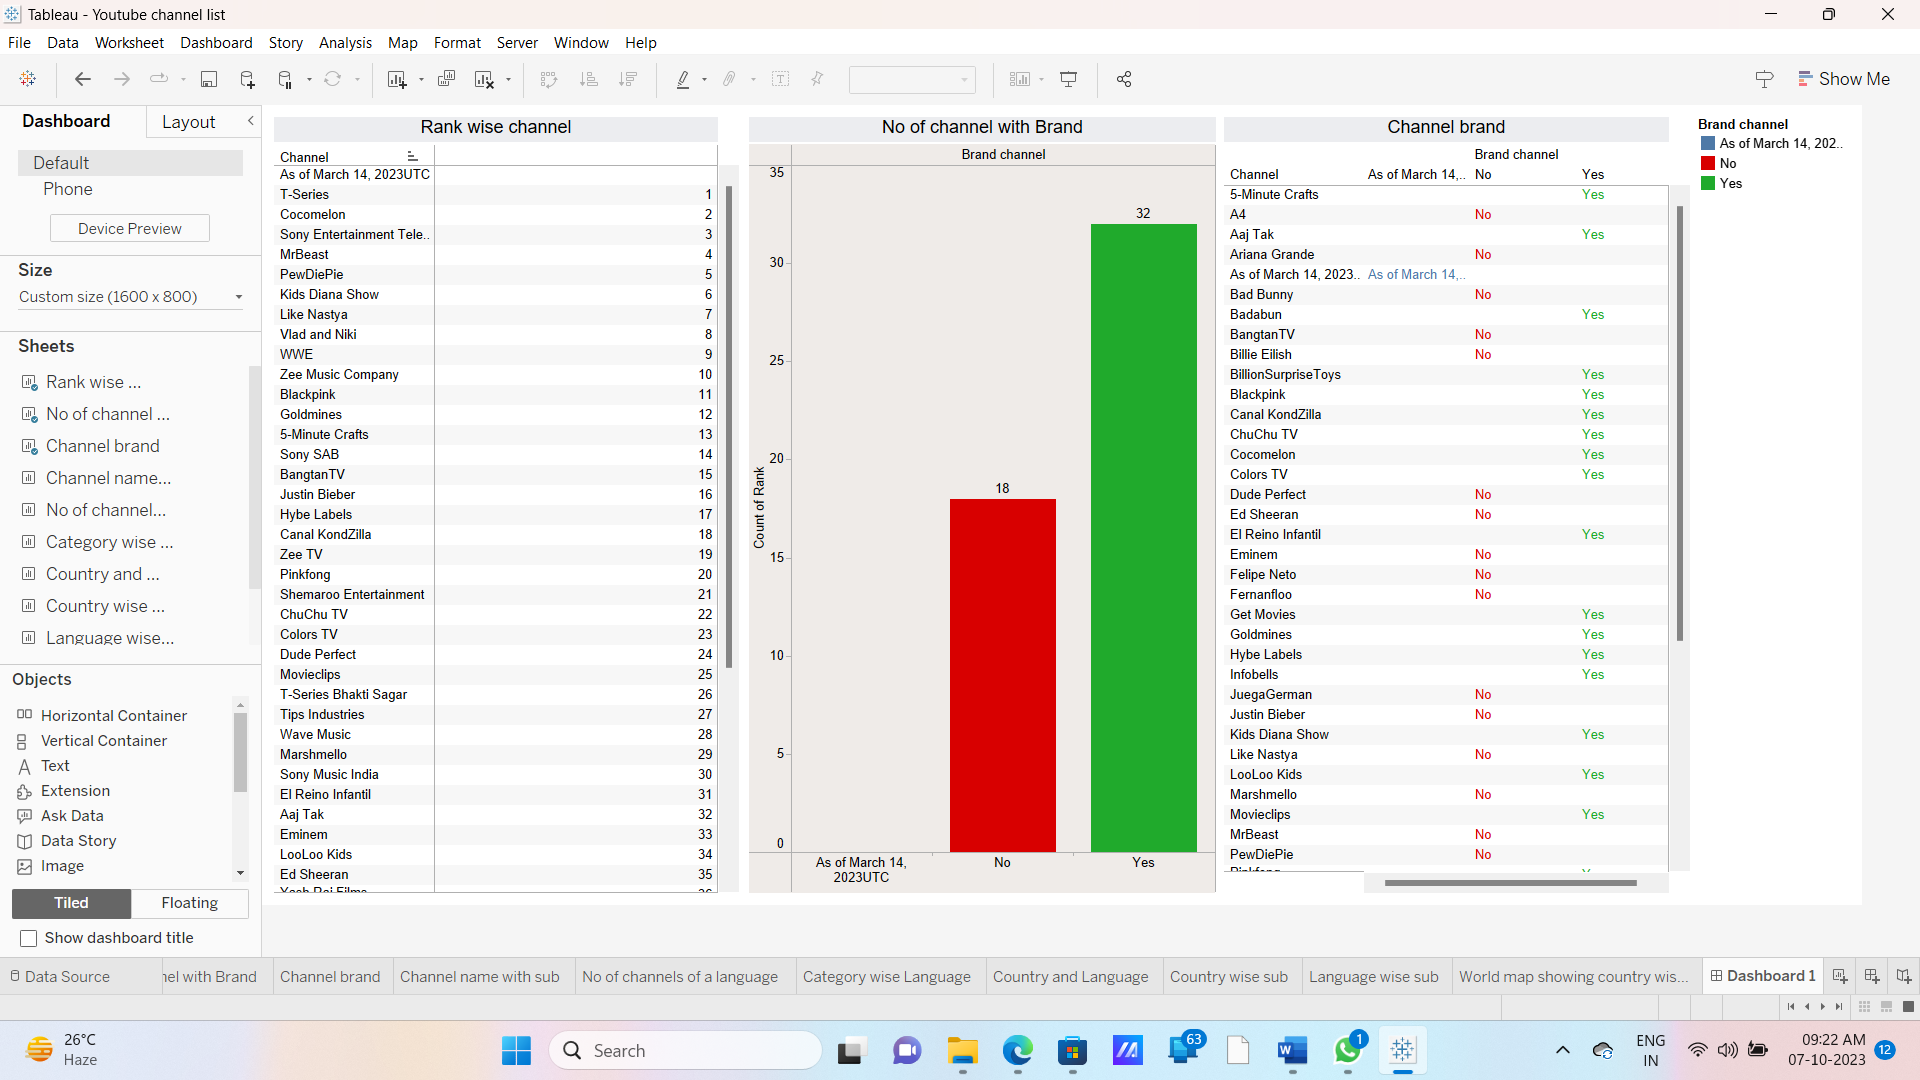 Tableau - Youtube channel list
File Data Worksheet Dashboard Story Analysis Map Format Server Window Help
Show Me
Dashboard Layout
Default
Phone
Device Preview
Size
Custom size (1600 x 800)
Sheets
Rank wise ...
No of channel ...
Channel brand
Channel name...
No of channel...
Category wise ...
Country and ...
Country wise ...
Language wise...
Objects
Horizontal Container
Vertical Container
Text
Extension
Ask Data
Data Story
Image
Tiled Floating
Show dashboard title
Rank wise channel
Channel
As of March 14, 2023UTC
T-Series 1
Cocomelon 2
Sony Entertainment Tele.. 3
MrBeast 4
PewDiePie 5
Kids Diana Show 6
Like Nastya 7
Vlad and Niki 8
WWE 9
Zee Music Company 10
Blackpink 11
Goldmines 12
5-Minute Crafts 13
Sony SAB 14
BangtanTV 15
Justin Bieber 16
Hybe Labels 17
Canal KondZilla 18
Zee TV 19
Pinkfong 20
Shemaroo Entertainment 21
ChuChu TV 22
Colors TV 23
Dude Perfect 24
Movieclips 25
T-Series Bhakti Sagar 26
Tips Industries 27
Wave Music 28
Marshmello 29
Sony Music India 30
El Reino Infantil 31
Aaj Tak 32
Eminem 33
LooLoo Kids 34
Ed Sheeran 35
No of channel with Brand
Brand channel
35
30
25
20
15
10
5
0
Count of Rank
32
18
As of March 14, 2023UTC No Yes
Channel brand
Brand channel
Channel As of March 14,.. No Yes
5-Minute Crafts Yes
A4 No
Aaj Tak Yes
Ariana Grande No
As of March 14, 2023.. As of March 14,..
Bad Bunny No
Badabun Yes
BangtanTV No
Billie Eilish No
BillionSurpriseToys Yes
Blackpink Yes
Canal KondZilla Yes
ChuChu TV Yes
Cocomelon Yes
Colors TV Yes
Dude Perfect No
Ed Sheeran No
El Reino Infantil Yes
Eminem No
Felipe Neto No
Fernanfloo No
Get Movies Yes
Goldmines Yes
Hybe Labels Yes
Infobells Yes
JuegaGerman No
Justin Bieber No
Kids Diana Show Yes
Like Nastya No
LooLoo Kids Yes
Marshmello No
Movieclips Yes
MrBeast No
PewDiePie No
Brand channel
As of March 14, 202..
No
Yes
Data Source nel with Brand Channel brand Channel name with sub No of channels of a language Category wise Language Country and Language Country wise sub Language wise sub World map showing country wis... Dashboard 1
26°C
Haze
Search
63
1
ENG
IN
09:22 AM
07-10-2023
12